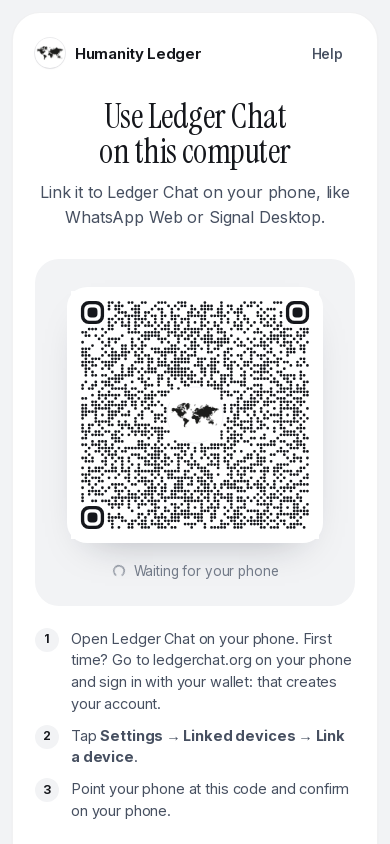 Humanity Ledger
Help
Use Ledger Chat
on this computer
Link it to Ledger Chat on your phone, like
WhatsApp Web or Signal Desktop.
Waiting for your phone
1
Open Ledger Chat on your phone. First
time? Go to ledgerchat.org on your phone
and sign in with your wallet: that creates
your account.
2
Tap Settings → Linked devices → Link
a device.
3
Point your phone at this code and confirm
on your phone.